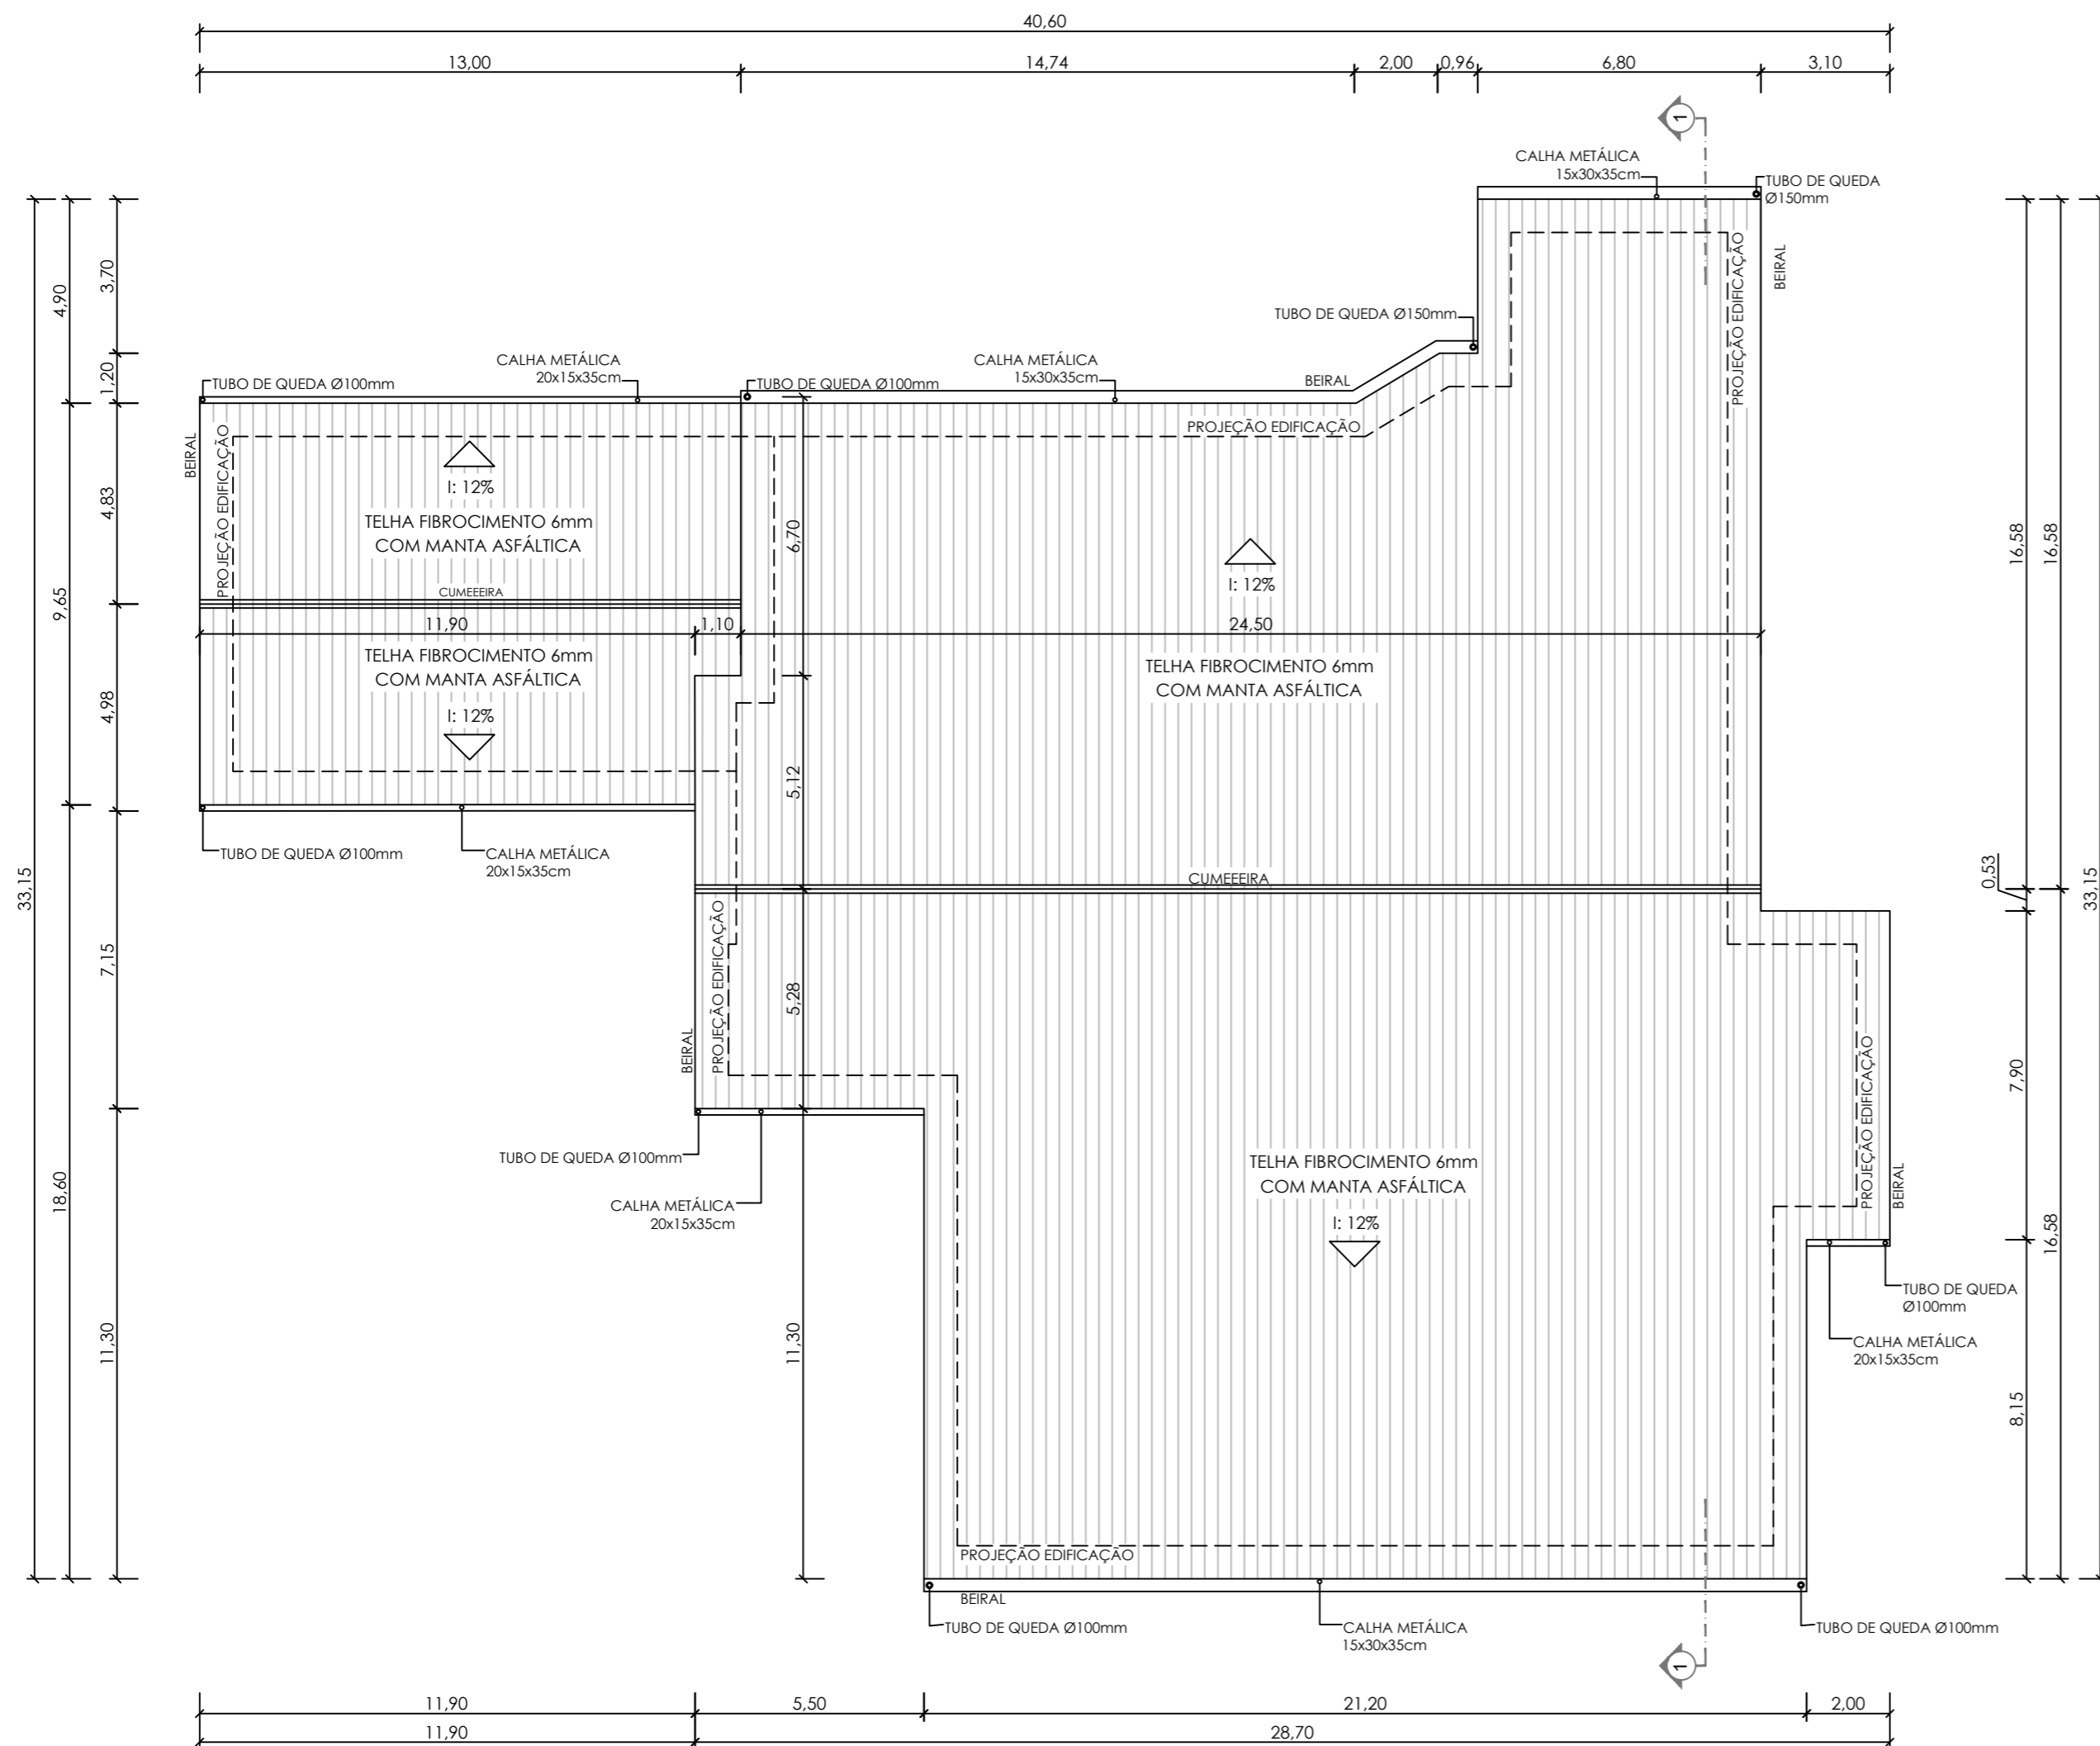 40,60
13,00
14,74
2,00
0,96
6,80
3,10
1
CALHA METÁLICA
15x30x35cm
TUBO DE QUEDA
Ø150mm
BEIRAL
PROJEÇÃO EDIFICAÇÃO
3,70
4,90
1,20
TUBO DE QUEDA Ø150mm
CALHA METÁLICA
20x15x35cm
CALHA METÁLICA
15x30x35cm
TUBO DE QUEDA Ø100mm
TUBO DE QUEDA Ø100mm
BEIRAL
PROJEÇÃO EDIFICAÇÃO
PROJEÇÃO EDIFICAÇÃO
BEIRAL
PROJEÇÃO EDIFICAÇÃO
I: 12%
TELHA FIBROCIMENTO 6mm
COM MANTA ASFÁLTICA
4,83
6,70
I: 12%
16,58
16,58
CUMEEEIRA
9,65
11,90
1,10
24,50
TELHA FIBROCIMENTO 6mm
COM MANTA ASFÁLTICA
TELHA FIBROCIMENTO 6mm
COM MANTA ASFÁLTICA
I: 12%
4,98
5,12
TUBO DE QUEDA Ø100mm
CALHA METÁLICA
20x15x35cm
CUMEEEIRA
33,15
0,53
33,15
7,15
PROJEÇÃO EDIFICAÇÃO
5,28
BEIRAL
7,90
PROJEÇÃO EDIFICAÇÃO
BEIRAL
TUBO DE QUEDA Ø100mm
CALHA METÁLICA
20x15x35cm
18,60
TELHA FIBROCIMENTO 6mm
COM MANTA ASFÁLTICA
I: 12%
16,58
TUBO DE QUEDA
Ø100mm
CALHA METÁLICA
20x15x35cm
11,30
11,30
8,15
PROJEÇÃO EDIFICAÇÃO
BEIRAL
TUBO DE QUEDA Ø100mm
CALHA METÁLICA
15x30x35cm
TUBO DE QUEDA Ø100mm
1
11,90
5,50
21,20
2,00
11,90
28,70